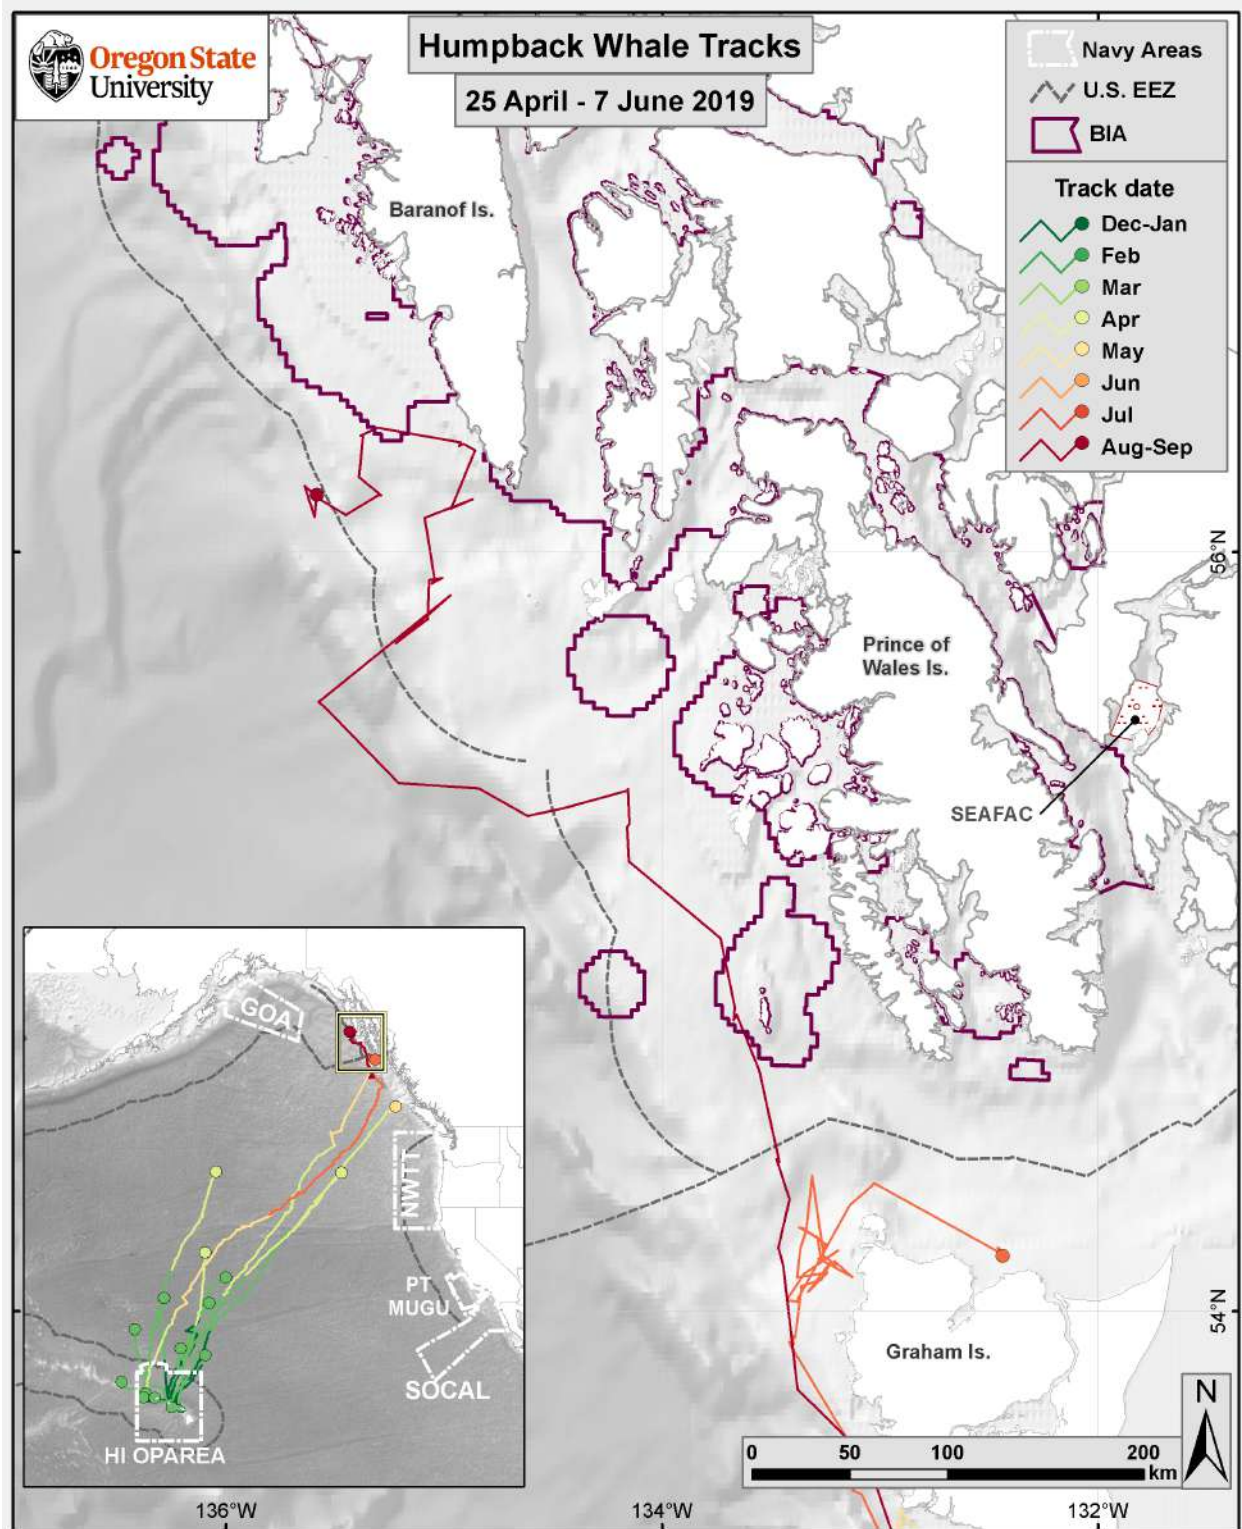 Oregon State
University
Humpback Whale Tracks
25 April - 7 June 2019
Navy Areas
U.S. EEZ
BIA
Track date
Dec-Jan
Feb
Mar
Apr
May
Jun
Jul
Aug-Sep
Baranof Is.
56°N
Prince of
Wales Is.
SEAFAC
GOA
NWTT
PT
MUGU
SOCAL
HI OPAREA
54°N
Graham Is.
N
0 50 100 200
km
136°W 134°W 132°W